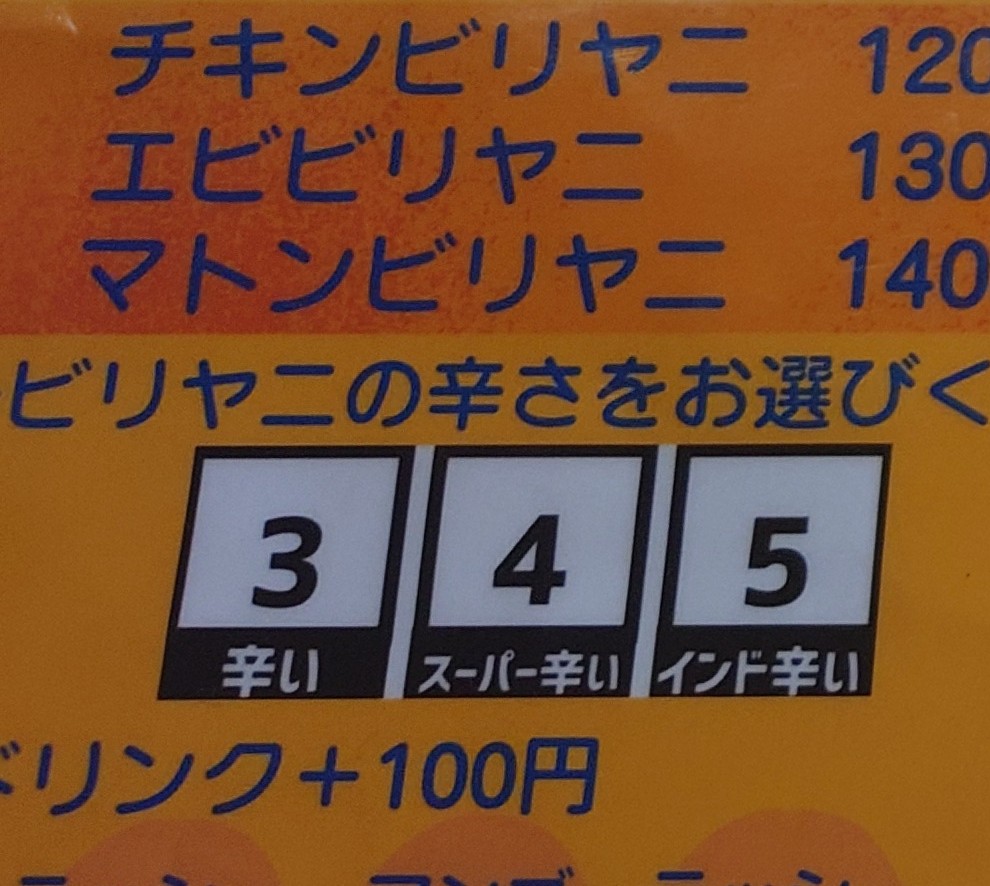 チキンビリヤニ 120
エビビリヤニ 130
マトンビリヤニ 140
ビリヤニの辛さをお選びく
3 4 5
辛い スーパー辛い インド辛い
ドリンク+100円